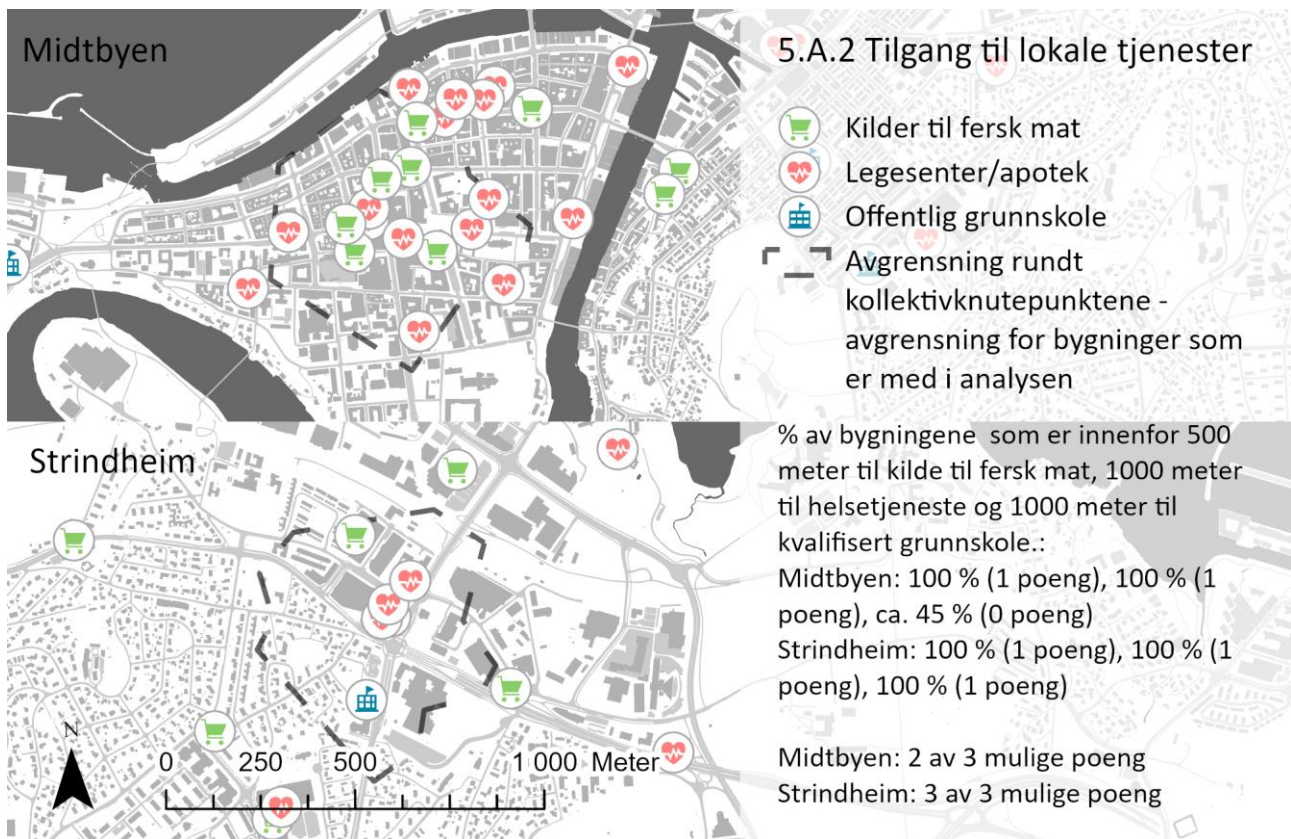 Midtbyen
5.A.2 Tilgang til lokale tjenester
Kilder til fersk mat
Legesenter/apotek
Offentlig grunnskole
Avgrensning rundt
kollektivknutepunktene -
avgrensning for bygninger som
er med i analysen
% av bygningene  som er innenfor 500
meter til kilde til fersk mat, 1000 meter
til helsetjeneste og 1000 meter til
kvalifisert grunnskole.:
Midtbyen: 100 % (1 poeng), 100 % (1
poeng), ca. 45 % (0 poeng)
Strindheim: 100 % (1 poeng), 100 % (1
poeng), 100 % (1 poeng)
Midtbyen: 2 av 3 mulige poeng
Strindheim: 3 av 3 mulige poeng
Strindheim
N
0 250 500 1 000 Meter